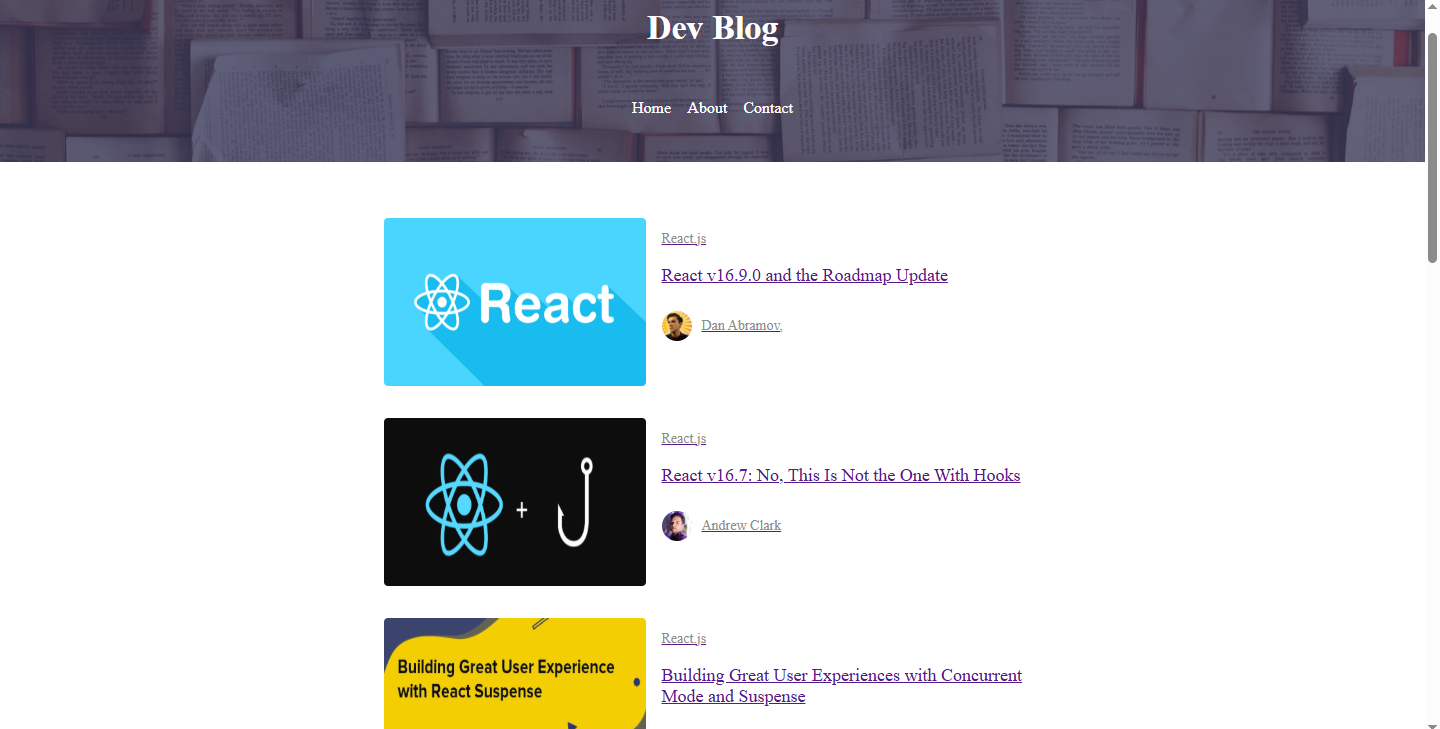 Dev Blog
Home About Contact
React
React.js
React v16.9.0 and the Roadmap Update
Dan Abramov,
+
React.js
React v16.7: No, This Is Not the One With Hooks
Andrew Clark
Building Great User Experience
with React Suspense
React.js
Building Great User Experiences with Concurrent
Mode and Suspense